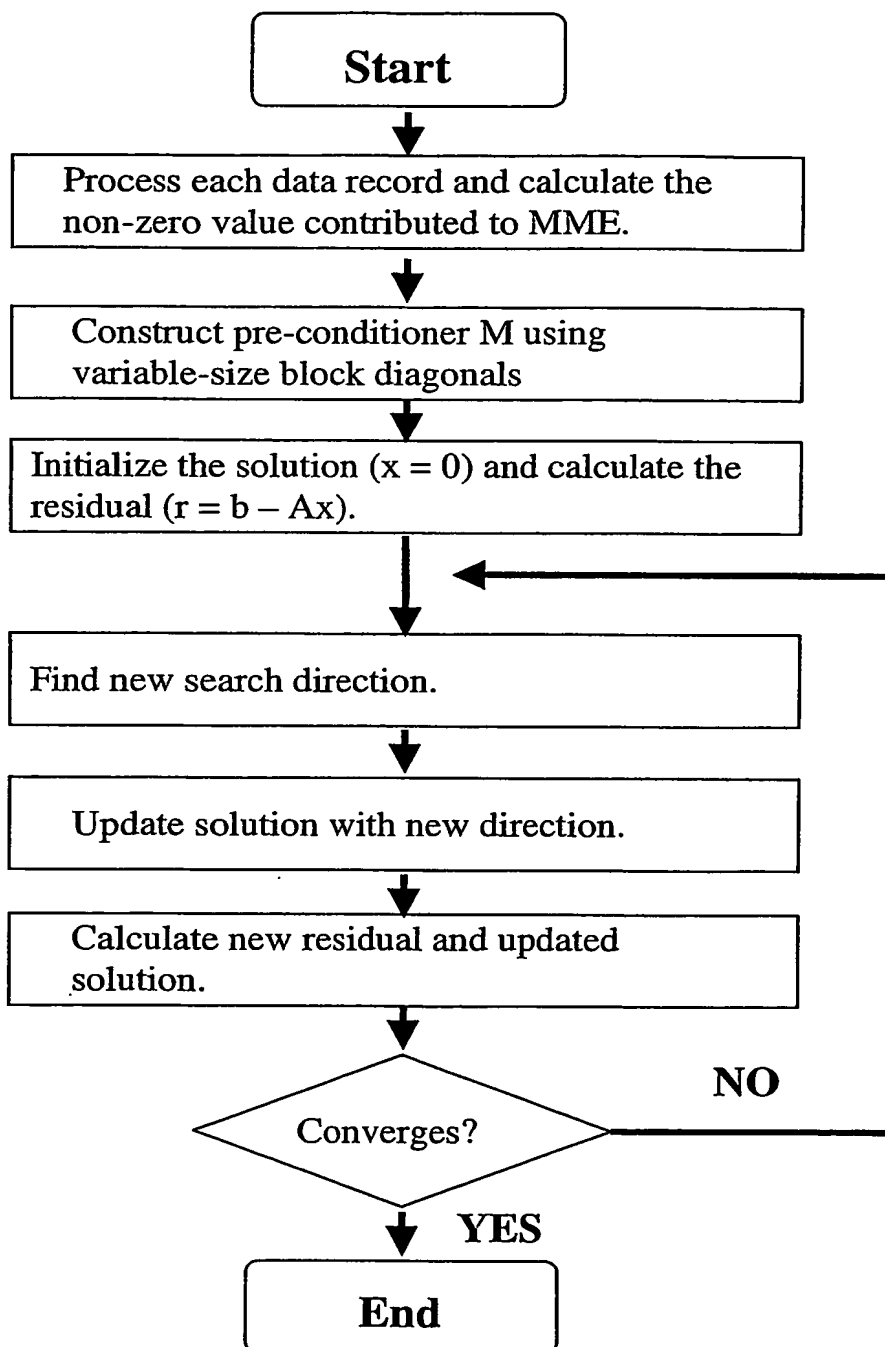 Start
Process each data record and calculate the
non-zero value contributed to MME.
Construct pre-conditioner M using
variable-size block diagonals
Initialize the solution (x = 0) and calculate the
residual (r = b – Ax).
Find new search direction.
Update solution with new direction.
Calculate new residual and updated
solution.
NO
Converges?
YES
End